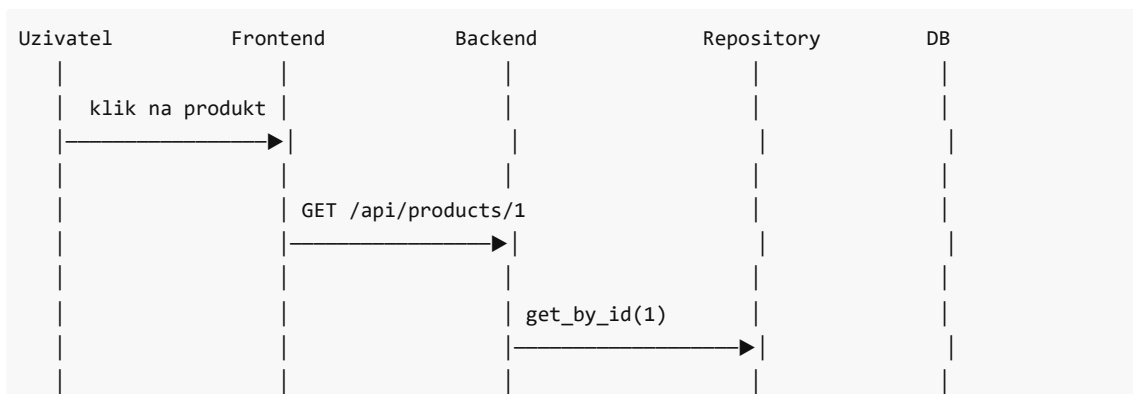 Uzivatel Frontend Backend Repository DB
klik na produkt
GET /api/products/1
get_by_id(1)